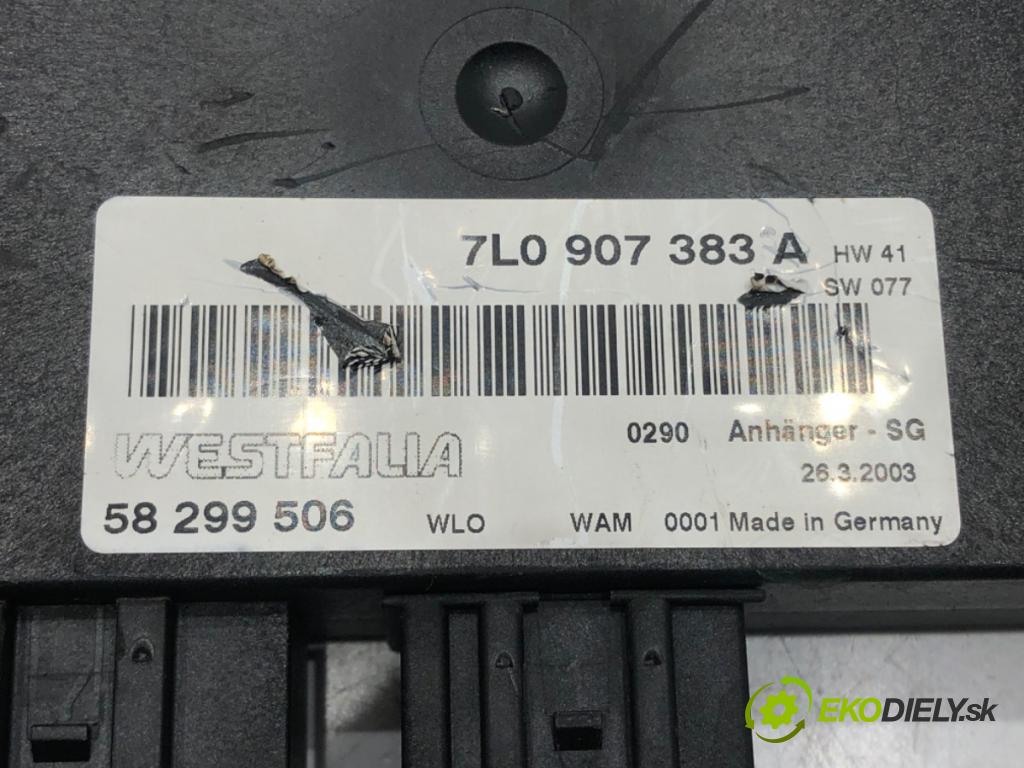 7L0 907 383 A HW 41
SW 077
WESTFALIA 0290 Anhänger - SG
26.3.2003
58 299 506 WLO WAM 0001 Made in Germany
EKODIELY.sk